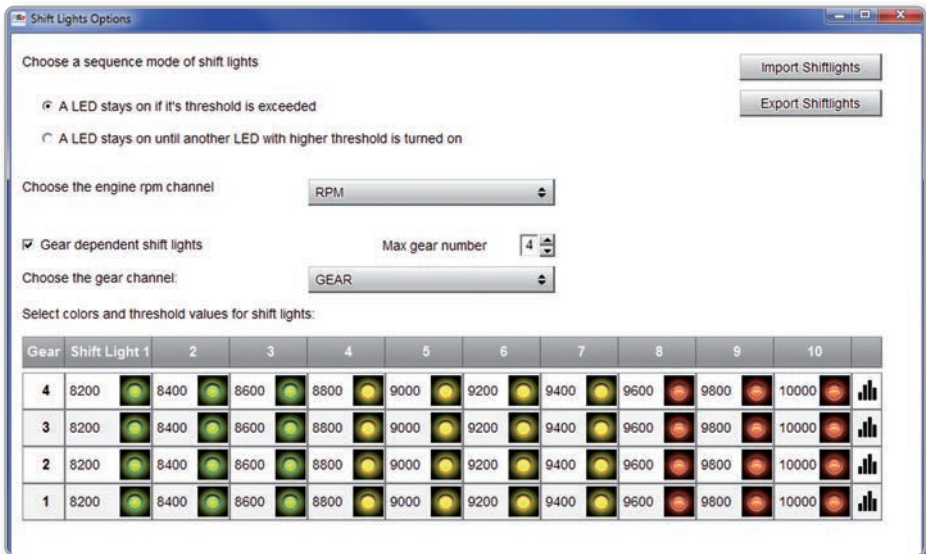 Shift Lights Options
Choose a sequence mode of shift lights
Import Shiftlights
A LED stays on if it's threshold is exceeded
Export Shiftlights
A LED stays on until another LED with higher threshold is turned on
Choose the engine rpm channel RPM
Gear dependent shift lights Max gear number 4
Choose the gear channel: GEAR
Select colors and threshold values for shift lights:
Gear Shift Light 1 2 3 4 5 6 7 8 9 10
4 8200 8400 8600 8800 9000 9200 9400 9600 9800 10000
3 8200 8400 8600 8800 9000 9200 9400 9600 9800 10000
2 8200 8400 8600 8800 9000 9200 9400 9600 9800 10000
1 8200 8400 8600 8800 9000 9200 9400 9600 9800 10000